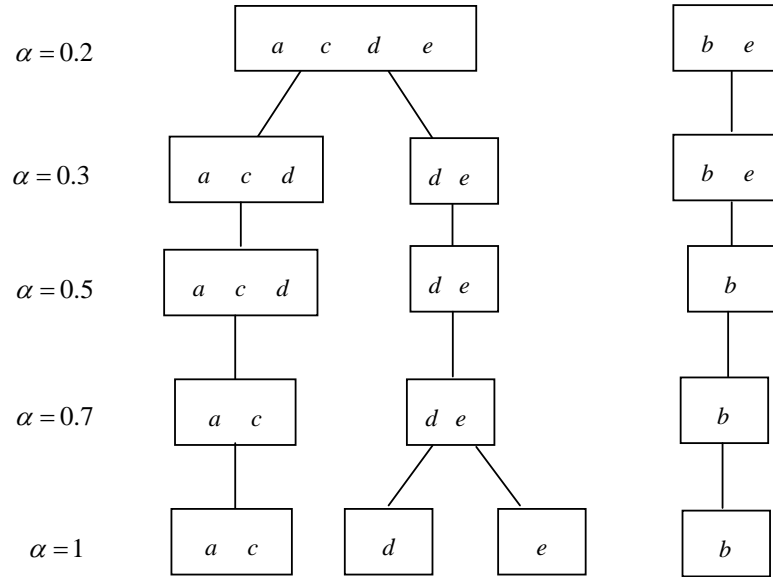 α = 0.2 a c d e b e
α = 0.3 a c d d e b e
α = 0.5 a c d d e b
α = 0.7 a c d e b
α = 1 a c d e b